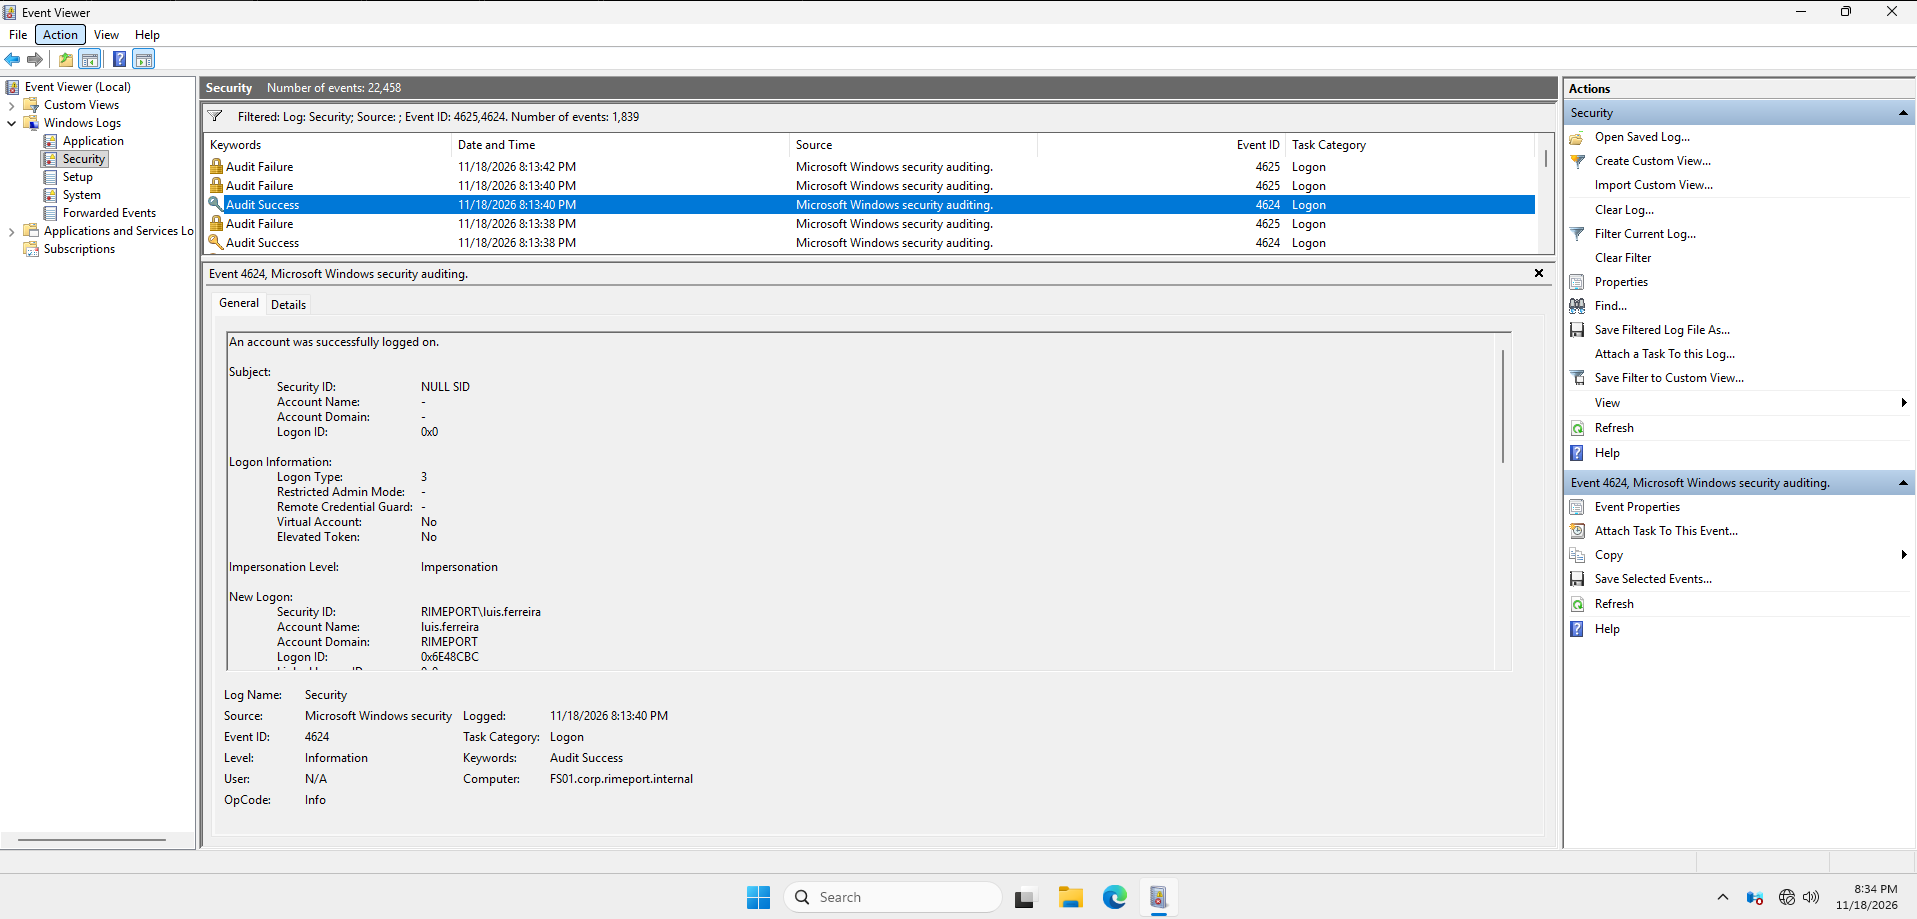 Event Viewer
File Action View Help
Event Viewer (Local)
Custom Views
Windows Logs
Application
Security
Setup
System
Forwarded Events
Applications and Services Lo
Subscriptions
Security Number of events: 22,458
Filtered: Log: Security; Source: ; Event ID: 4625,4624. Number of events: 1,839
Keywords Date and Time Source Event ID Task Category
Audit Failure 11/18/2026 8:13:42 PM Microsoft Windows security auditing. 4625 Logon
Audit Failure 11/18/2026 8:13:40 PM Microsoft Windows security auditing. 4625 Logon
Audit Success 11/18/2026 8:13:40 PM Microsoft Windows security auditing. 4624 Logon
Audit Failure 11/18/2026 8:13:38 PM Microsoft Windows security auditing. 4625 Logon
Audit Success 11/18/2026 8:13:38 PM Microsoft Windows security auditing. 4624 Logon
Event 4624, Microsoft Windows security auditing.
General Details
An account was successfully logged on.
Subject:
Security ID: NULL SID
Account Name: -
Account Domain: -
Logon ID: 0x0
Logon Information:
Logon Type: 3
Restricted Admin Mode: -
Remote Credential Guard: -
Virtual Account: No
Elevated Token: No
Impersonation Level: Impersonation
New Logon:
Security ID: RIMEPORT\luis.ferreira
Account Name: luis.ferreira
Account Domain: RIMEPORT
Logon ID: 0x6E48CBC
Log Name: Security
Source: Microsoft Windows security Logged: 11/18/2026 8:13:40 PM
Event ID: 4624 Task Category: Logon
Level: Information Keywords: Audit Success
User: N/A Computer: FS01.corp.rimeport.internal
OpCode: Info
Actions
Security
Open Saved Log...
Create Custom View...
Import Custom View...
Clear Log...
Filter Current Log...
Clear Filter
Properties
Find...
Save Filtered Log File As...
Attach a Task To this Log...
Save Filter to Custom View...
View
Refresh
Help
Event 4624, Microsoft Windows security auditing.
Event Properties
Attach Task To This Event...
Copy
Save Selected Events...
Refresh
Help
Search
8:34 PM
11/18/2026